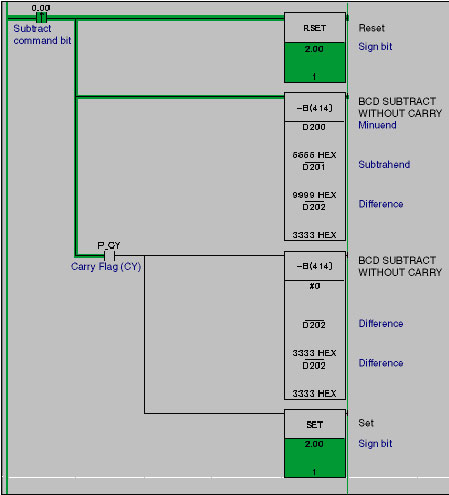 0.00
Subtract
command bit
RSET
Reset
2.00
Sign bit
1
-B(414)
BCD SUBTRACT
WITHOUT CARRY
D200
Minuend
6666 HEX
D201
Subtrahend
9999 HEX
D202
Difference
3333 HEX
P_CY
Carry Flag (CY)
-B(414)
BCD SUBTRACT
WITHOUT CARRY
#0
D202
Difference
3333 HEX
D202
Difference
3333 HEX
SET
Set
2.00
Sign bit
1